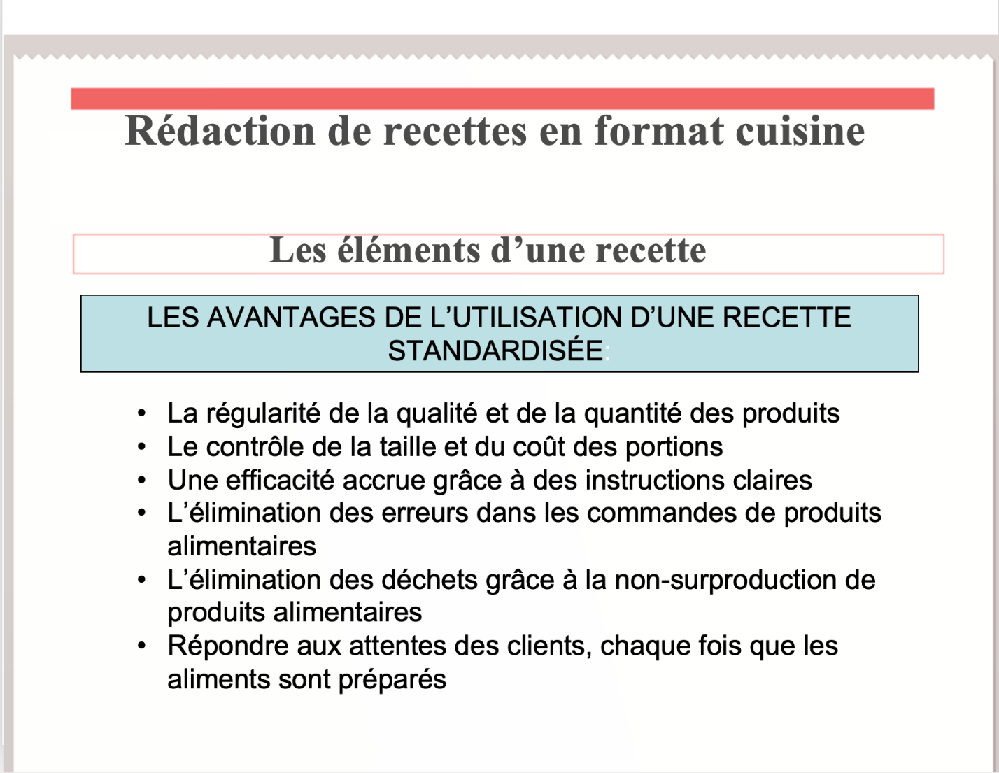 Rédaction de recettes en format cuisine
Les éléments d’une recette
LES AVANTAGES DE L’UTILISATION D’UNE RECETTE
STANDARDISÉE:
• La régularité de la qualité et de la quantité des produits
• Le contrôle de la taille et du coût des portions
• Une efficacité accrue grâce à des instructions claires
• L’élimination des erreurs dans les commandes de produits
alimentaires
• L’élimination des déchets grâce à la non-surproduction de
produits alimentaires
• Répondre aux attentes des clients, chaque fois que les
aliments sont préparés